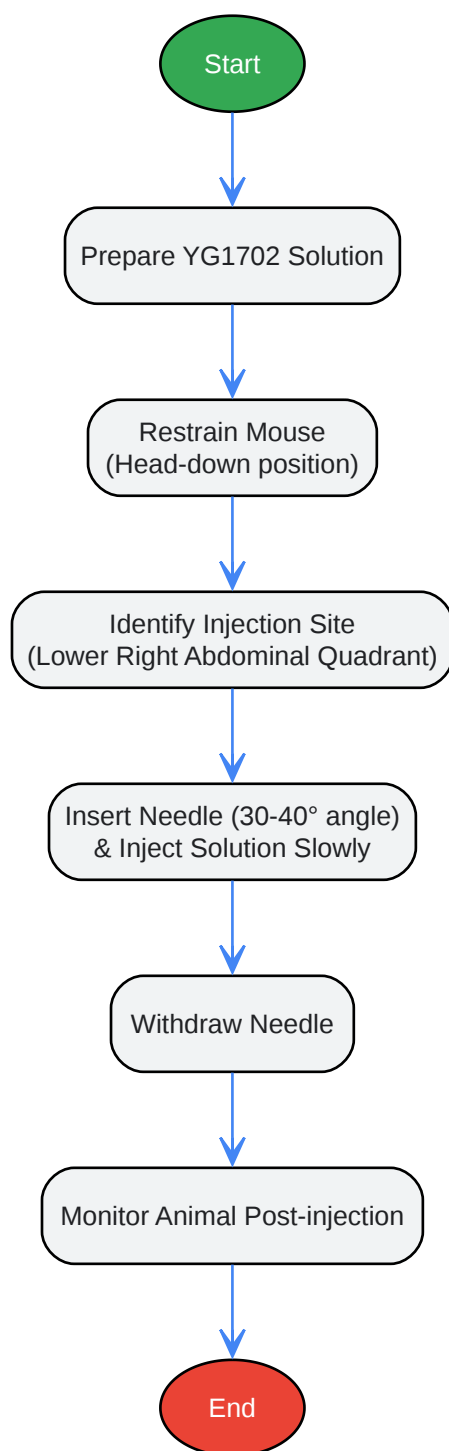 Start
Prepare YG1702 Solution
Restrain Mouse
(Head-down position)
Identify Injection Site
(Lower Right Abdominal Quadrant)
Insert Needle (30-40° angle)
& Inject Solution Slowly
Withdraw Needle
Monitor Animal Post-injection
End